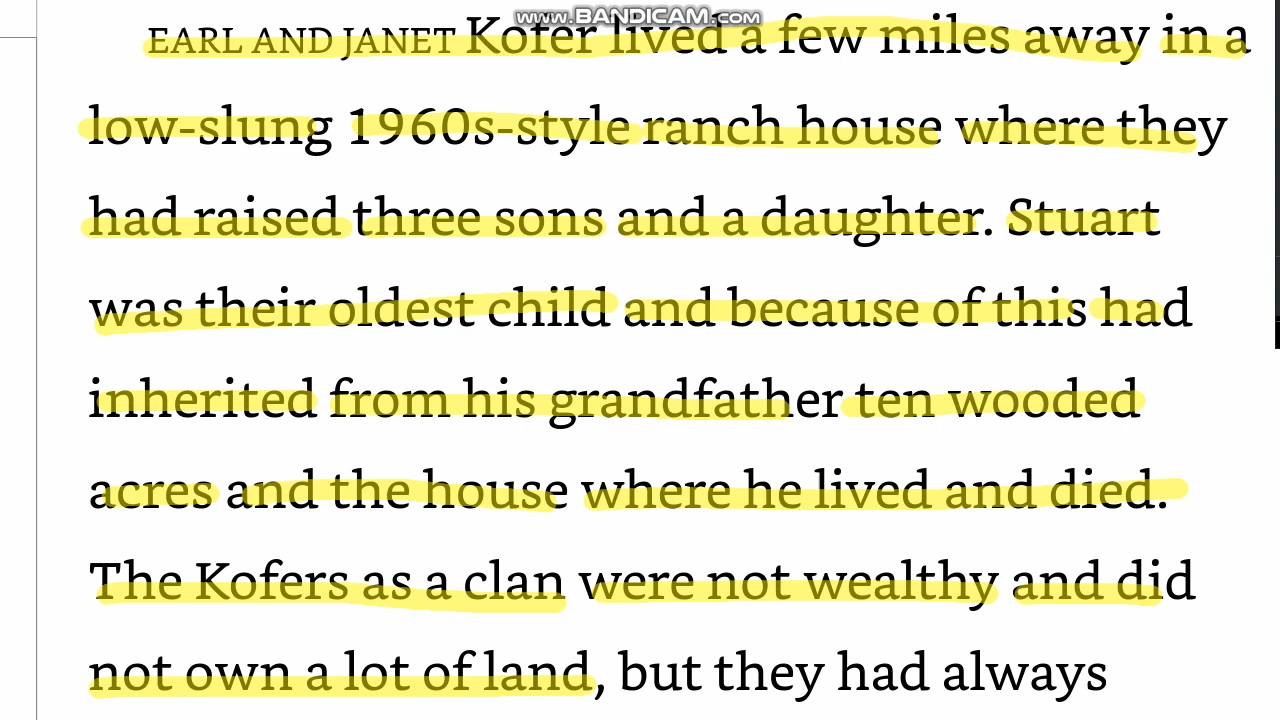 www.BANDICAM.com
EARL AND JANET Kofer lived a few miles away in a
low-slung 1960s-style ranch house where they
had raised three sons and a daughter. Stuart
was their oldest child and because of this had
inherited from his grandfather ten wooded
acres and the house where he lived and died.
The Kofers as a clan were not wealthy and did
not own a lot of land, but they had always